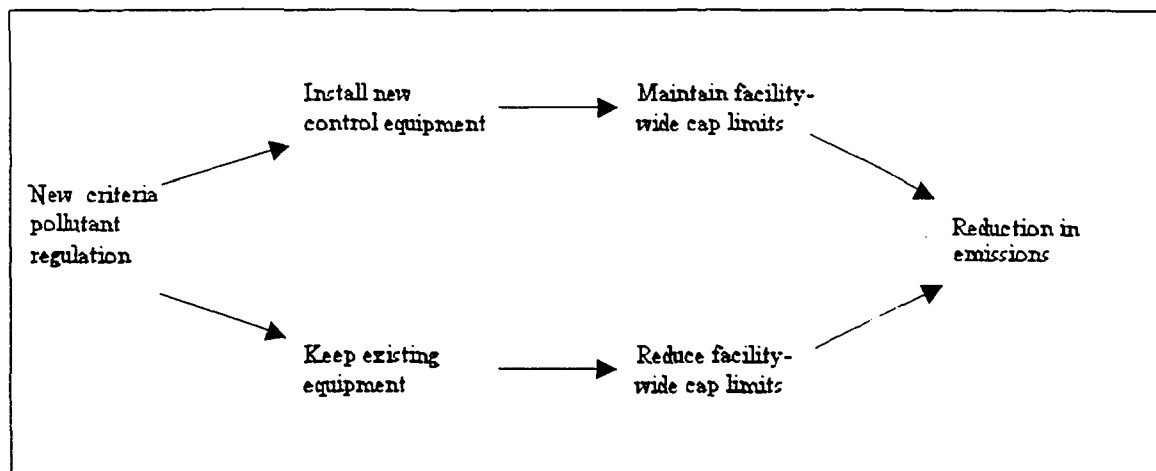 Install new
control equipment
Maintain facility-
wide cap limits
New criteria
pollutant
regulation
Reduction in
emissions
Keep existing
equipment
Reduce facility-
wide cap limits